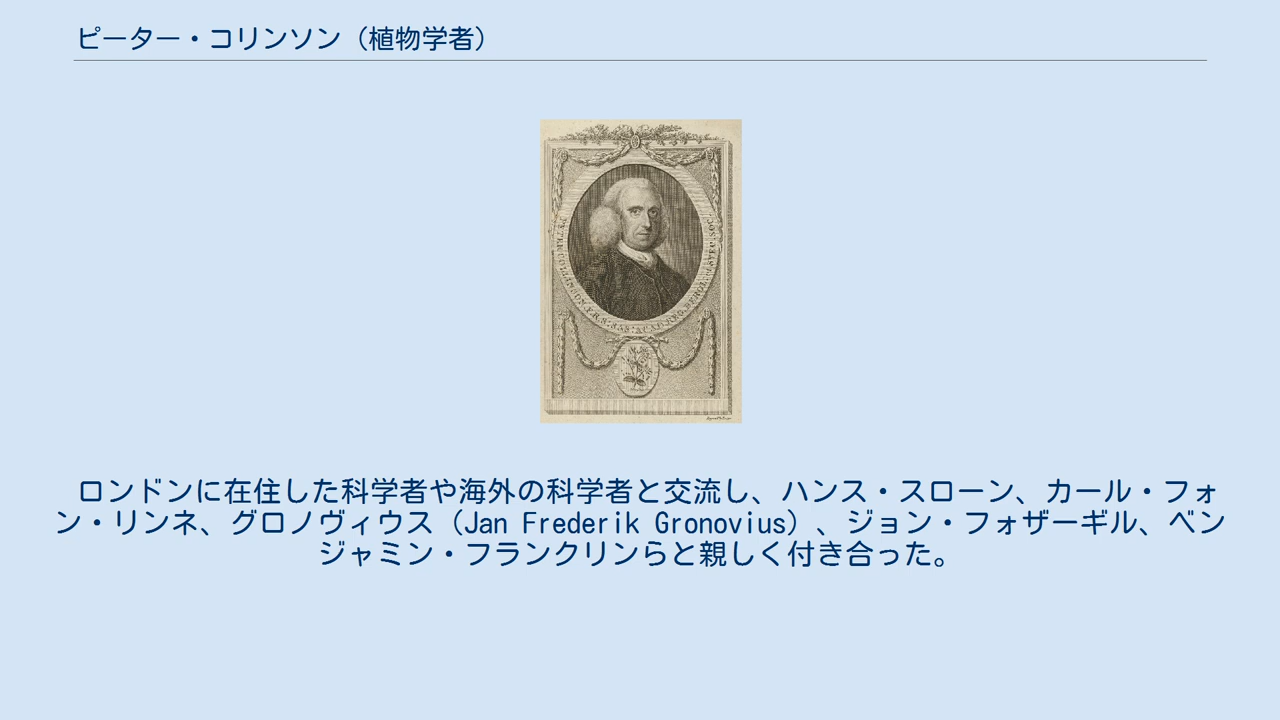 ピーター・コリンソン（植物学者）
PETER COLLINSON F.R.S.
ロンドンに在住した科学者や海外の科学者と交流し、ハンス・スローン、カール・フォ
ン・リンネ、グロノヴィウス（Jan Frederik Gronovius）、ジョン・フォザーギル、ベン
ジャミン・フランクリンらと親しく付き合った。